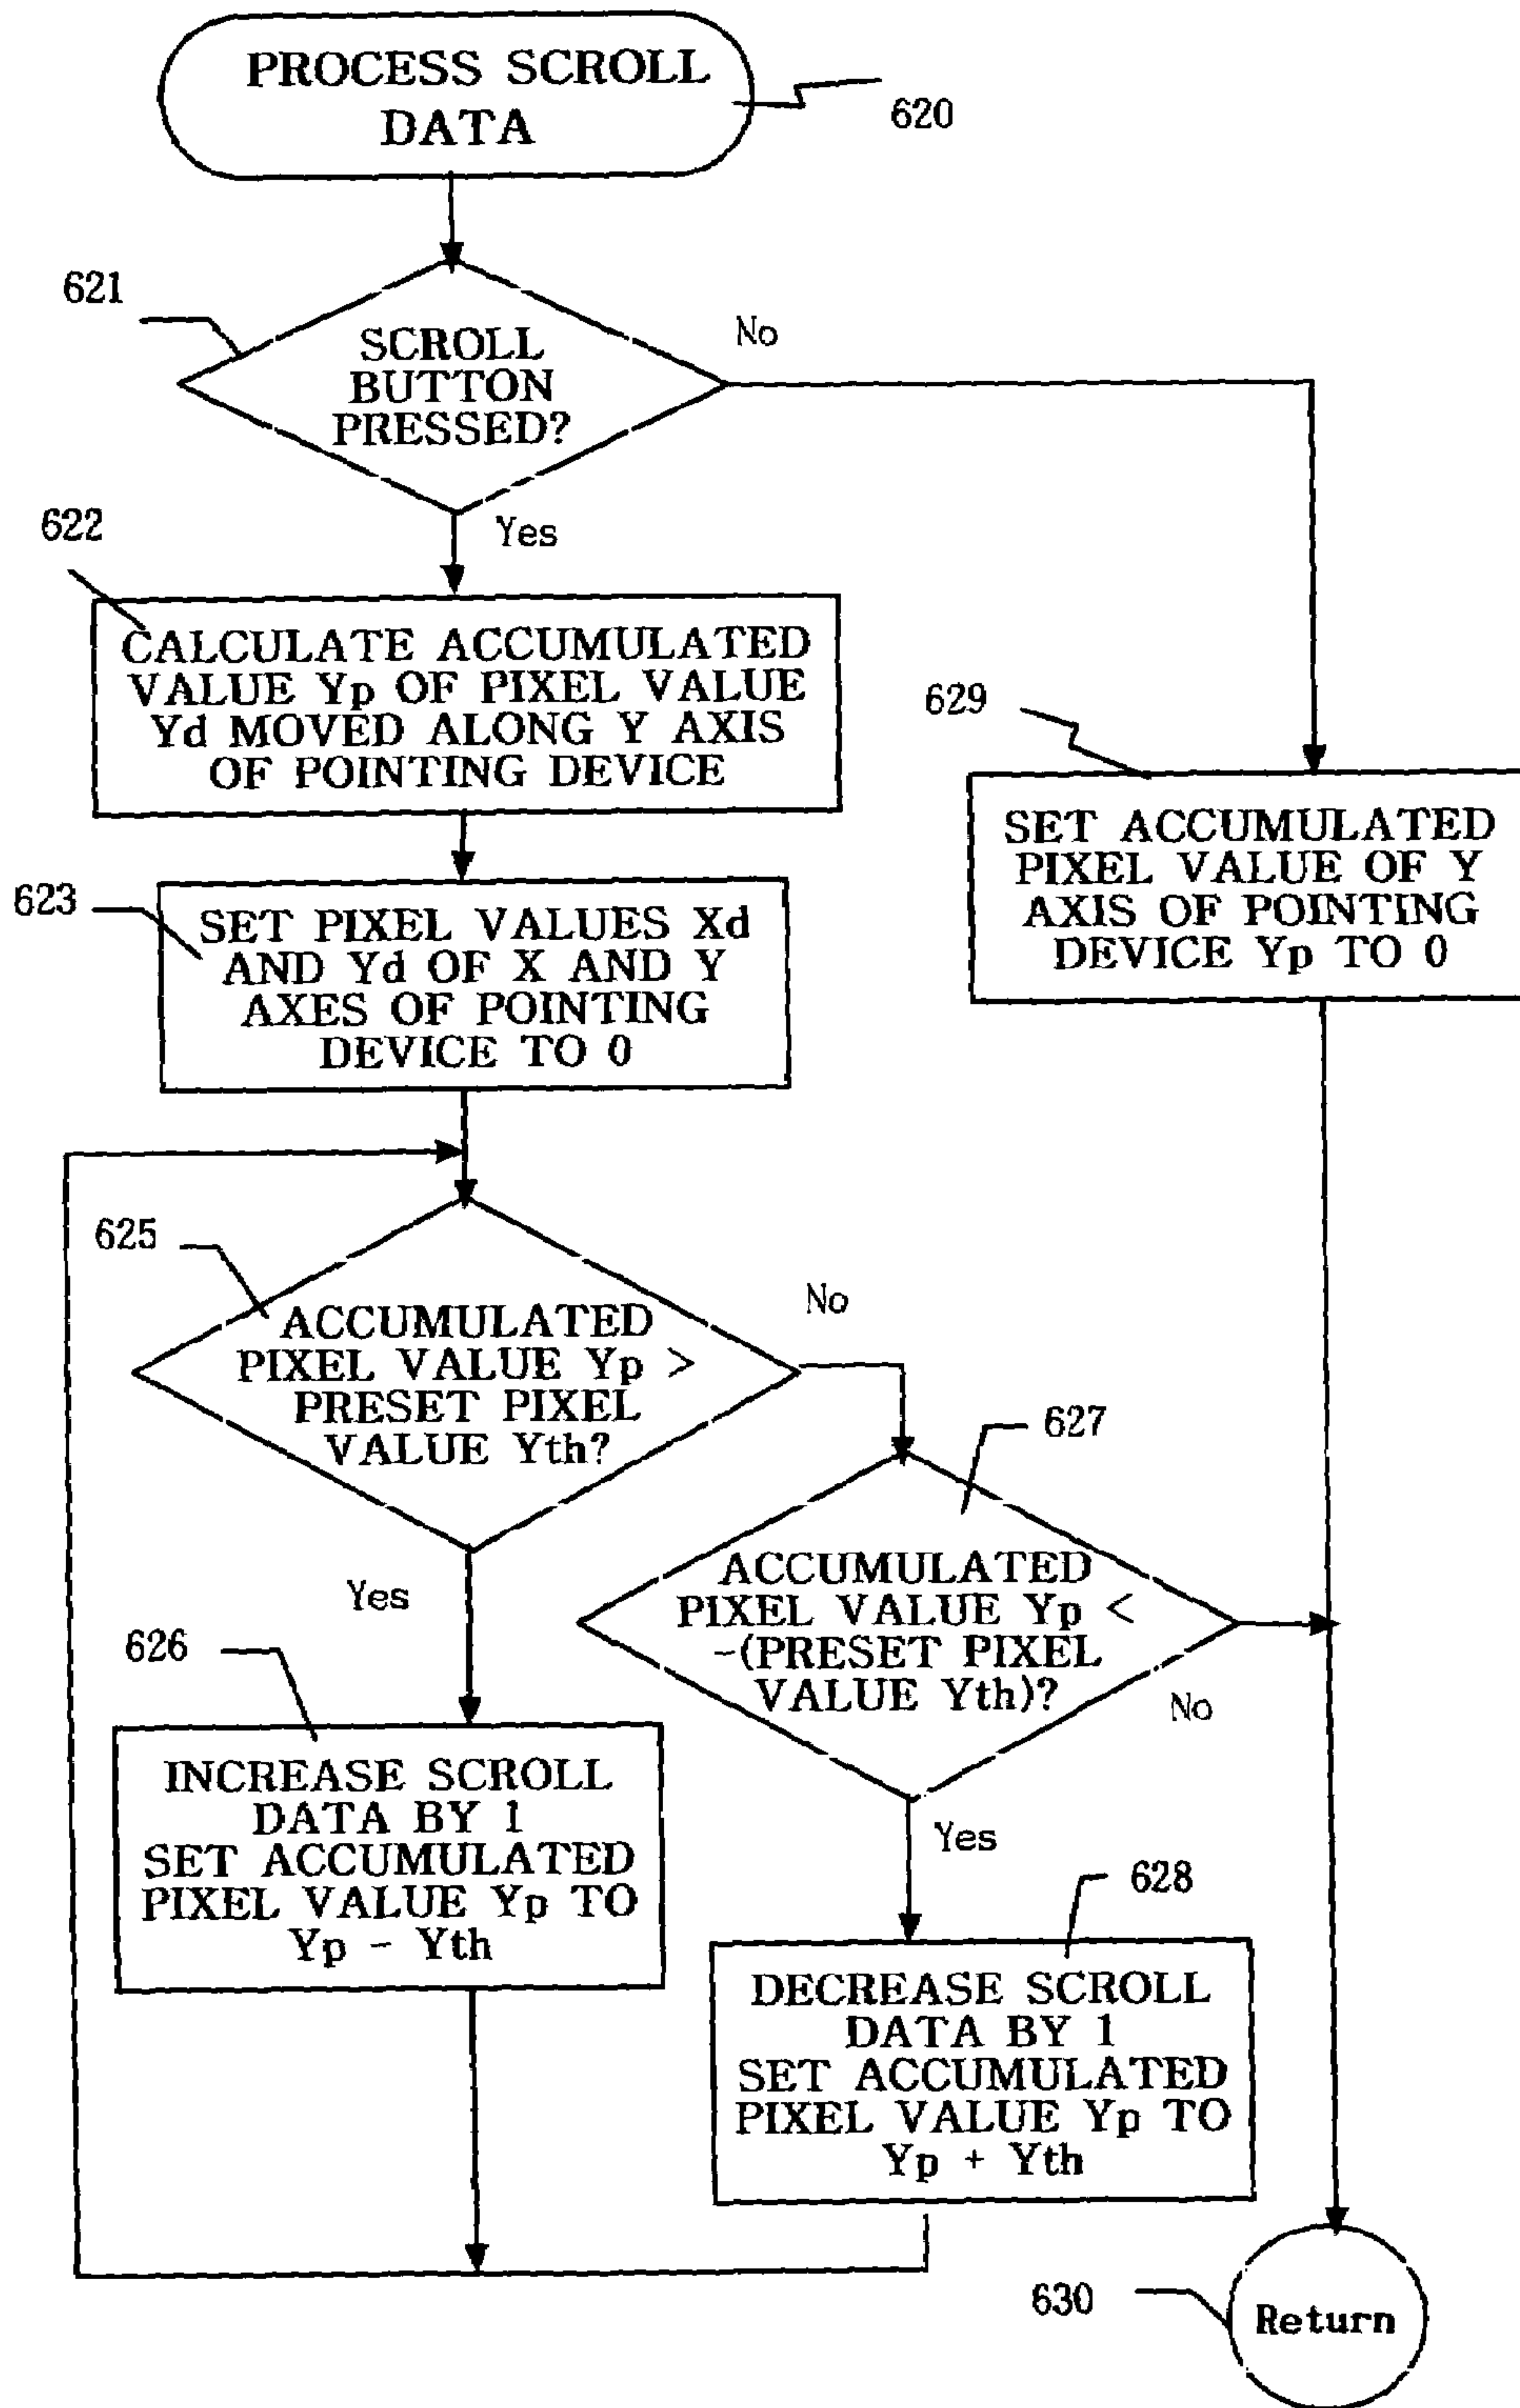 PROCESS SCROLL
DATA
620
621
SCROLL
BUTTON
PRESSED?
No
Yes
622
CALCULATE ACCUMULATED
VALUE Yp OF PIXEL VALUE
Yd MOVED ALONG Y AXIS
OF POINTING DEVICE
629
SET ACCUMULATED
PIXEL VALUE OF Y
AXIS OF POINTING
DEVICE Yp TO 0
623
SET PIXEL VALUES Xd
AND Yd OF X AND Y
AXES OF POINTING
DEVICE TO 0
625
ACCUMULATED
PIXEL VALUE Yp >
PRESET PIXEL
VALUE Yth?
No
Yes
627
ACCUMULATED
PIXEL VALUE Yp <
-(PRESET PIXEL
VALUE Yth)?
No
Yes
626
INCREASE SCROLL
DATA BY 1
SET ACCUMULATED
PIXEL VALUE Yp TO
Yp - Yth
628
DECREASE SCROLL
DATA BY 1
SET ACCUMULATED
PIXEL VALUE Yp TO
Yp + Yth
630
Return